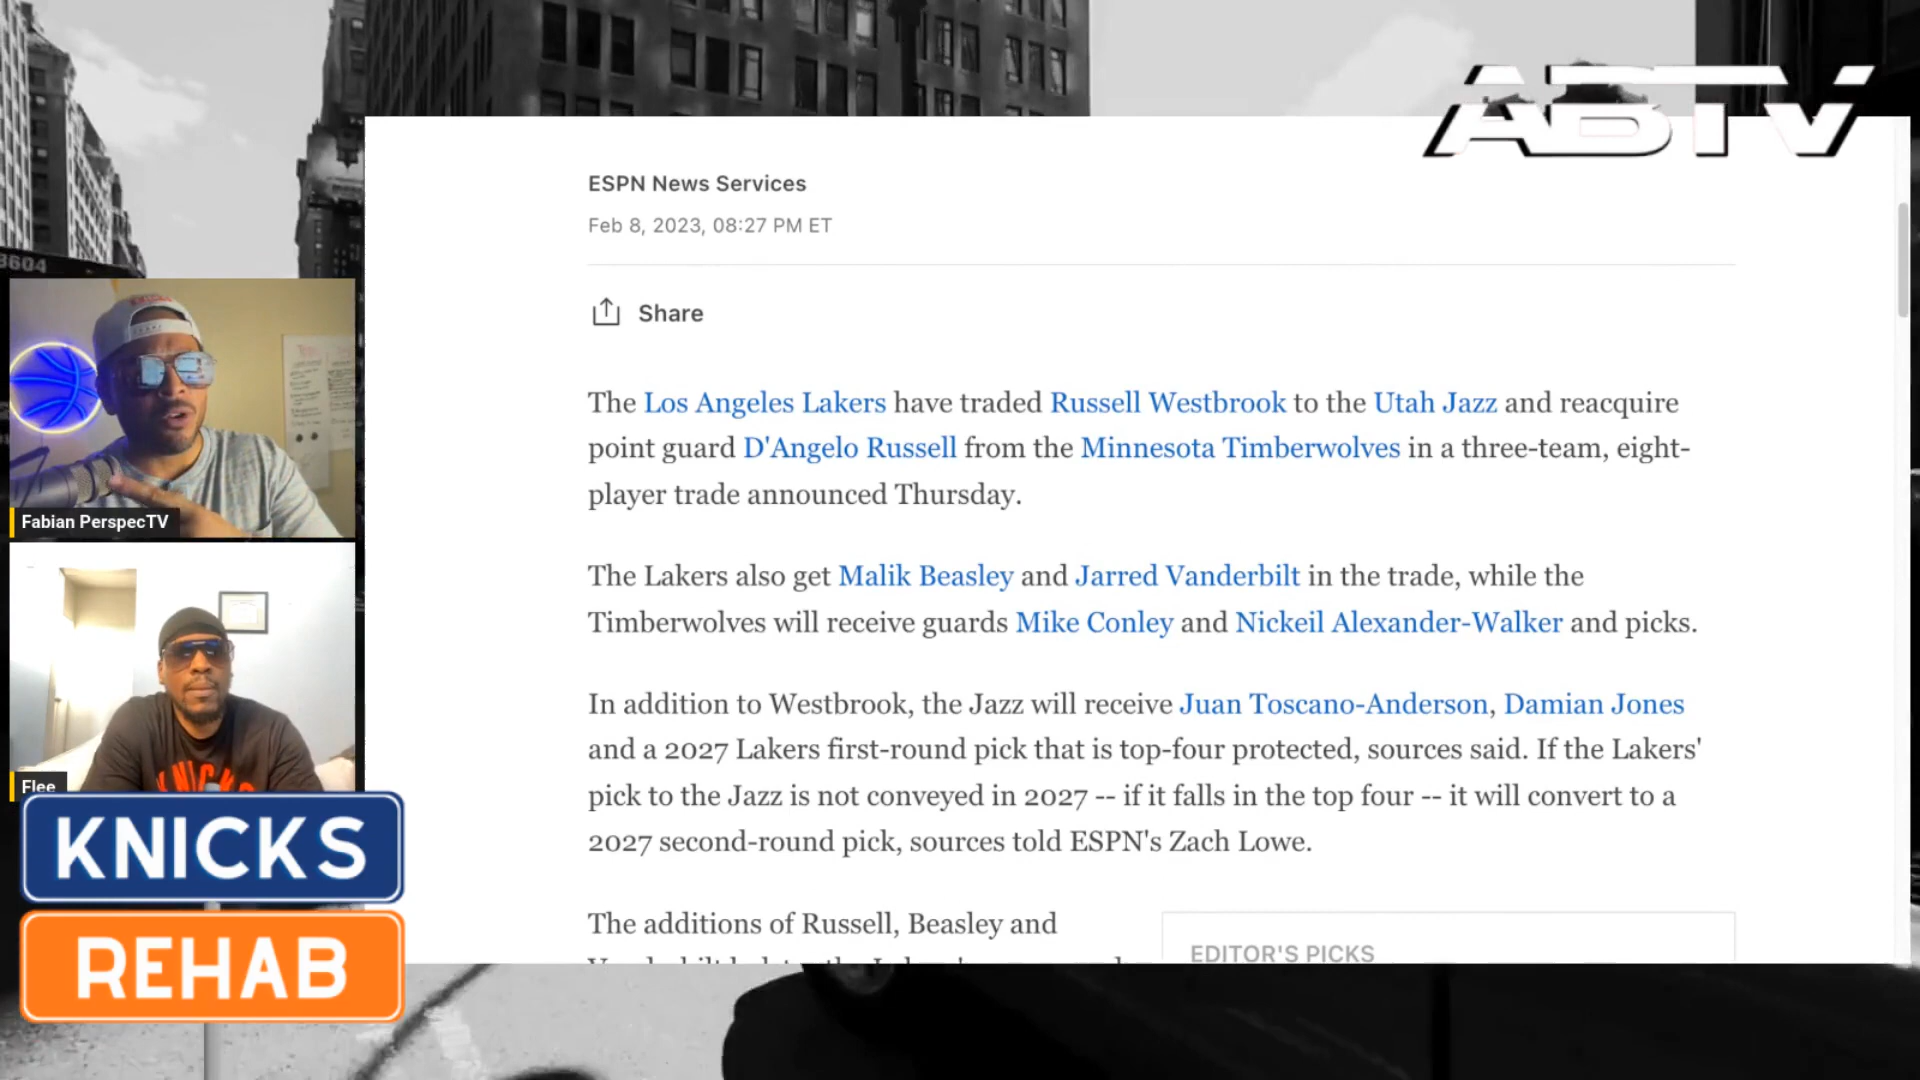 ABTV
3604
ESPN News Services
Feb 8, 2023, 08:27 PM ET
Share
The Los Angeles Lakers have traded Russell Westbrook to the Utah Jazz and reacquire
point guard D'Angelo Russell from the Minnesota Timberwolves in a three-team, eight-
player trade announced Thursday.
The Lakers also get Malik Beasley and Jarred Vanderbilt in the trade, while the
Timberwolves will receive guards Mike Conley and Nickeil Alexander-Walker and picks.
In addition to Westbrook, the Jazz will receive Juan Toscano-Anderson, Damian Jones
and a 2027 Lakers first-round pick that is top-four protected, sources said. If the Lakers'
pick to the Jazz is not conveyed in 2027 -- if it falls in the top four -- it will convert to a
2027 second-round pick, sources told ESPN's Zach Lowe.
The additions of Russell, Beasley and
EDITOR'S PICKS
Fabian PerspecTV
KNICKS
Flee
KNICKS
REHAB